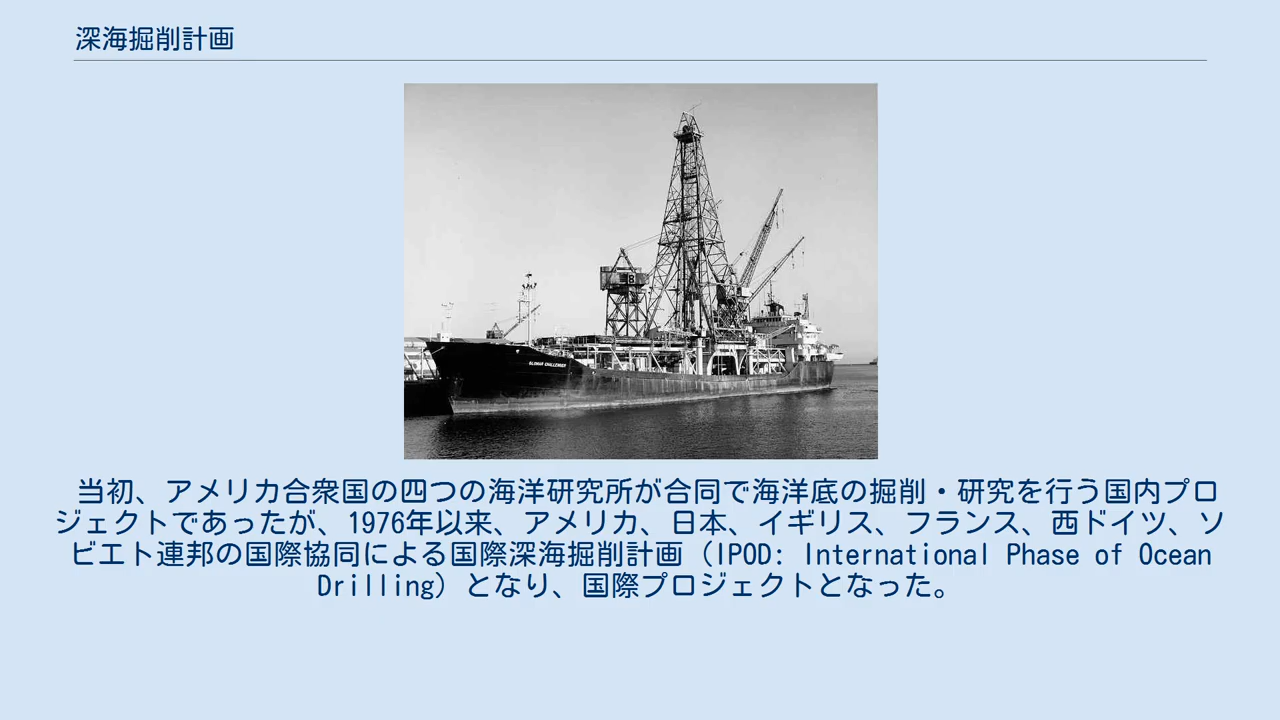 深海掘削計画
GLOMAR CHALLENGER
当初、アメリカ合衆国の四つの海洋研究所が合同で海洋底の掘削・研究を行う国内プロ
ジェクトであったが、1976年以来、アメリカ、日本、イギリス、フランス、西ドイツ、ソ
ビエト連邦の国際協同による国際深海掘削計画（IPOD: International Phase of Ocean
Drilling）となり、国際プロジェクトとなった。